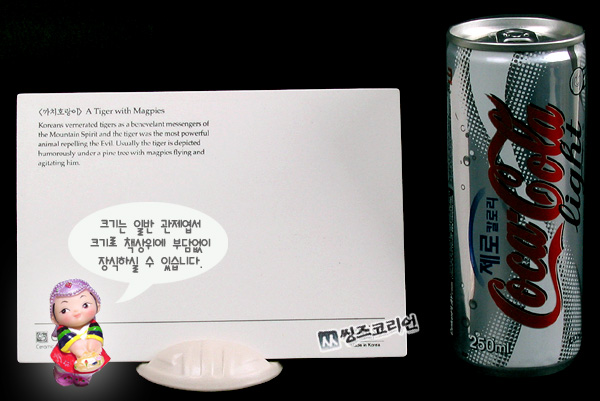 <까치호랑이> A Tiger with Magpies
Koreans vernerated tigers as a benevelant messengers of
the Mountain Spirit and the tiger was the most powerful
animal repelling the Evil. Usually the tiger is depicted
humorously under a pine tree with magpies flying and
agitating him.
크기는 일반 관제엽서
크기로 책상위에 부담없이
장식하실 수 있습니다.
씽즈코리언
in Korea
Coca-Cola
light
제로 칼로리
250ml